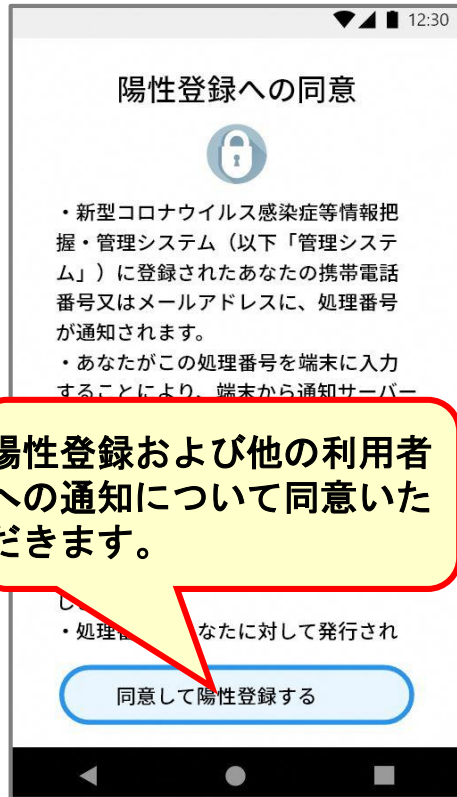 12:30
陽性登録への同意
・新型コロナウイルス感染症等情報把
握・管理システム（以下「管理システ
ム」）に登録されたあなたの携帯電話
番号又はメールアドレスに、処理番号
が通知されます。
・あなたがこの処理番号を端末に入力
することにより、端末から通知サーバー
陽性登録および他の利用者
への通知について同意いた
だきます。
・処理 なたに対して発行され
同意して陽性登録する